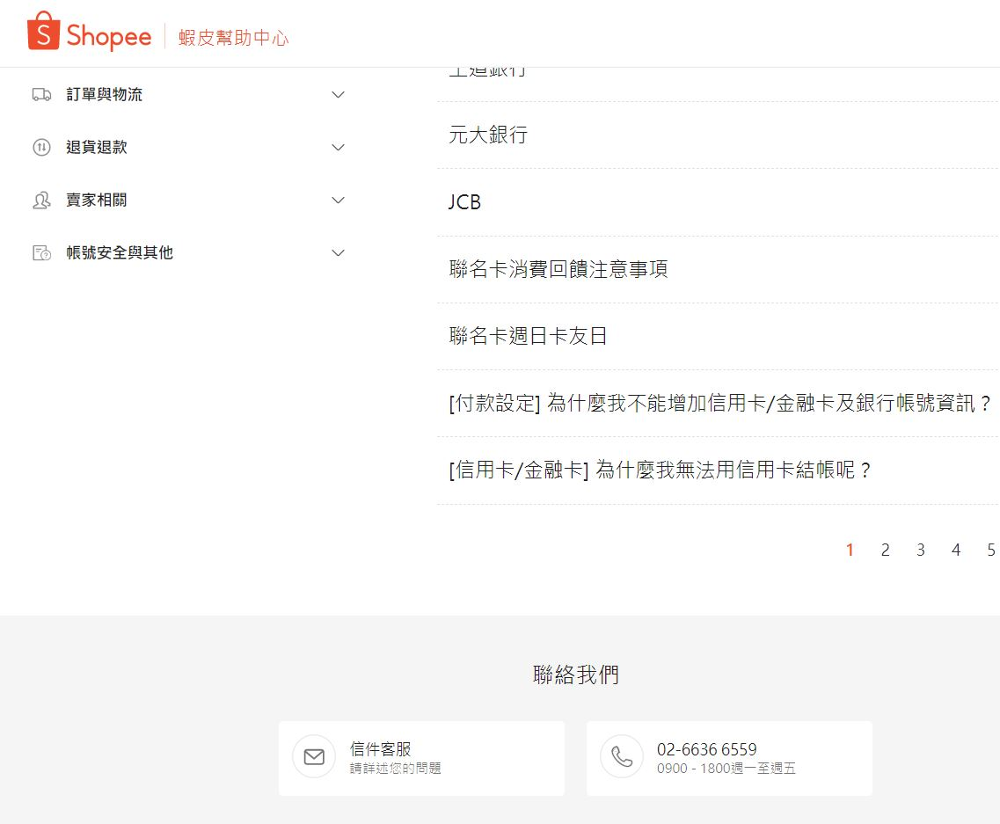 Shopee 蝦皮幫助中心
訂單與物流
退貨退款
賣家相關
帳號安全與其他
元大銀行
JCB
聯名卡消費回饋注意事項
聯名卡週日卡友日
[付款設定] 為什麼我不能增加信用卡/金融卡及銀行帳號資訊？
[信用卡/金融卡] 為什麼我無法用信用卡結帳呢？
1 2 3 4 5
聯絡我們
信件客服
請詳述您的問題
02-6636 6559
0900 - 1800週一至週五